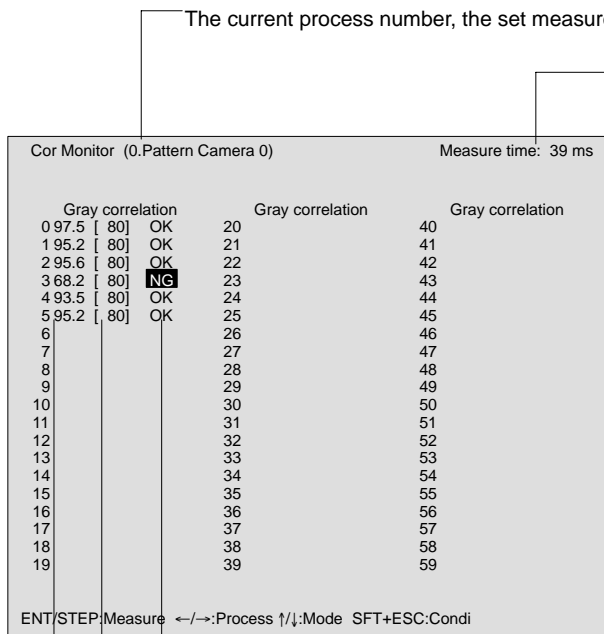 The current process number, the set measur
Cor Monitor (0.Pattern Camera 0) Measure time: 39 ms
Gray correlation Gray correlation Gray correlation
0 97.5 [ 80] OK 20 40
1 95.2 [ 80] OK 21 41
2 95.6 [ 80] OK 22 42
3 68.2 [ 80] NG 23 43
4 93.5 [ 80] OK 24 44
5 95.2 [ 80] OK 25 45
6 26 46
7 27 47
8 28 48
9 29 49
10 30 50
11 31 51
12 32 52
13 33 53
14 34 54
15 35 55
16 36 56
17 37 57
18 38 58
19 39 59
ENT/STEP:Measure ←/→:Process ↑/↓:Mode SFT+ESC:Condi